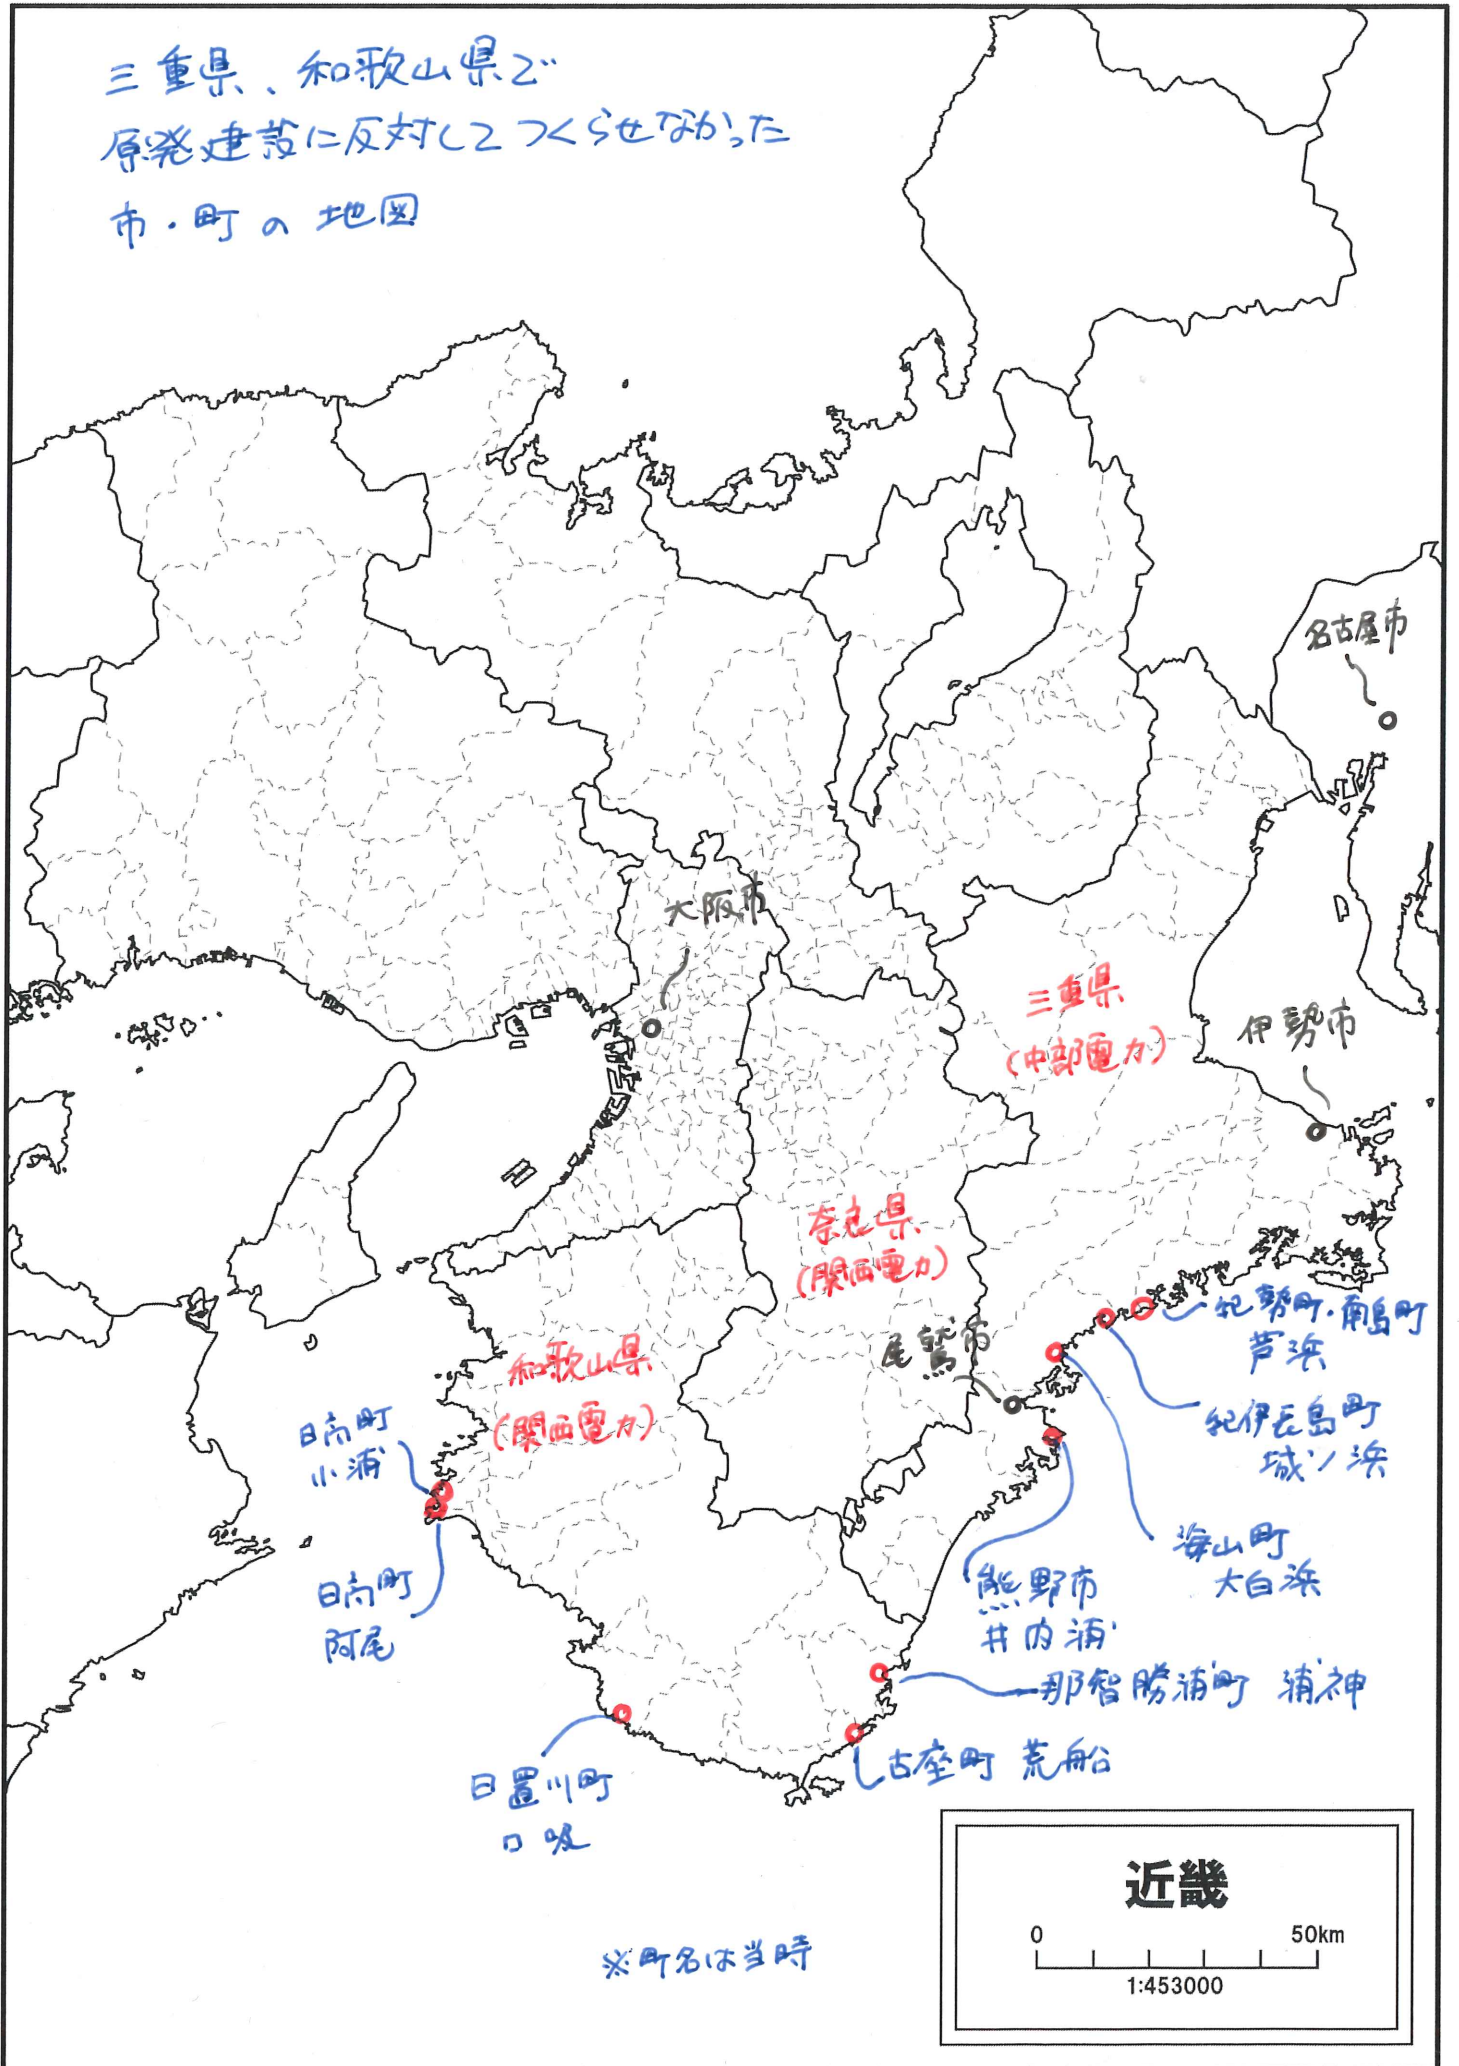 三重県、和歌山県で
原発建設に反対してつくらせなかった
市・町の地図
名古屋市
大阪市
三重県
(中部電力)
伊勢市
奈良県
(関西電力)
尾鷲市
紀勢町・南島町
芦浜
和歌山県
(関西電力)
紀伊長島町
城ノ浜
日高町
小浦
海山町
大白浜
熊野市
井内浦
日高町
阿尾
那智勝浦町 浦神
古座町 荒船
日置川町
口吸
近畿
0 50km
1:453000
※町名は当時